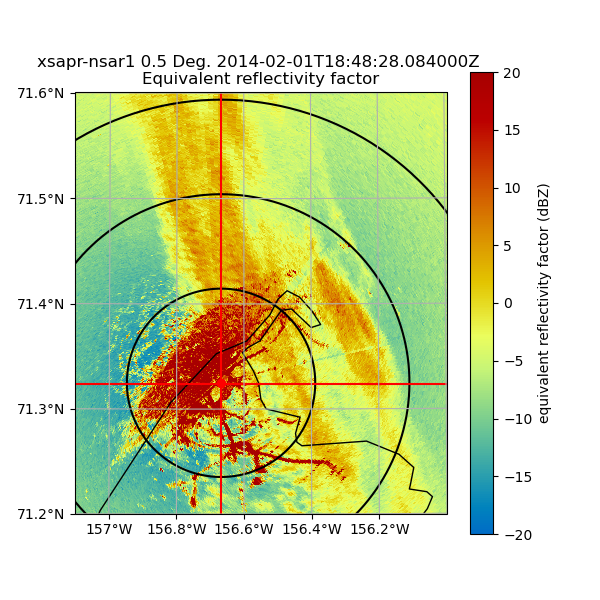 xsapr-nsar1 0.5 Deg. 2014-02-01T18:48:28.084000Z
Equivalent reflectivity factor
71.6°N
71.5°N
71.4°N
71.3°N
71.2°N
157°W 156.8°W 156.6°W 156.4°W 156.2°W
20
15
10
5
0
−5
−10
−15
−20
equivalent reflectivity factor (dBZ)